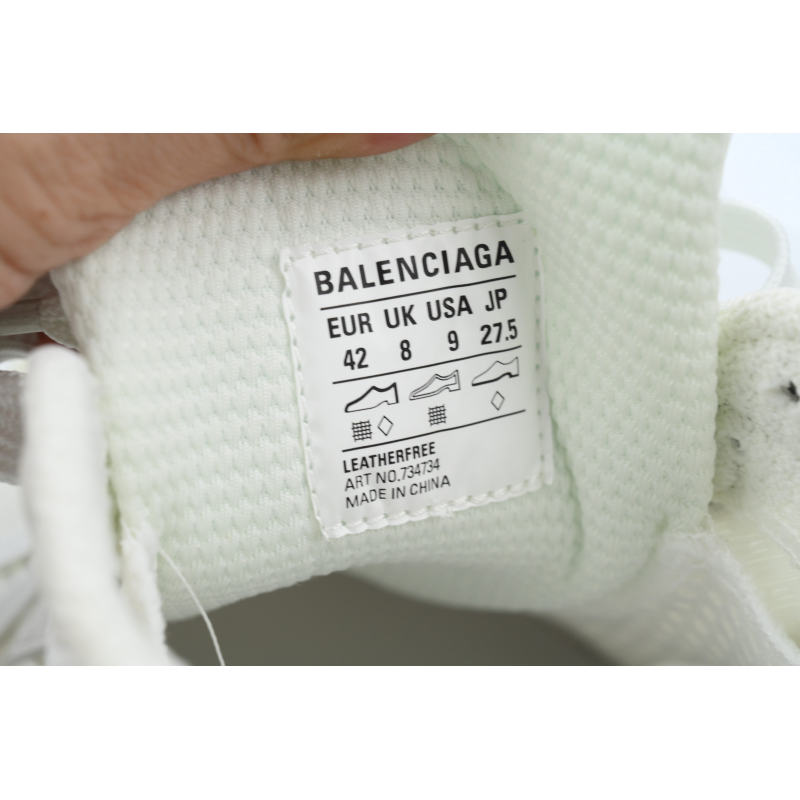 BALENCIAGA
EUR UK USA JP
42 8 9 27.5
LEATHERFREE
ART NO.734734
MADE IN CHINA